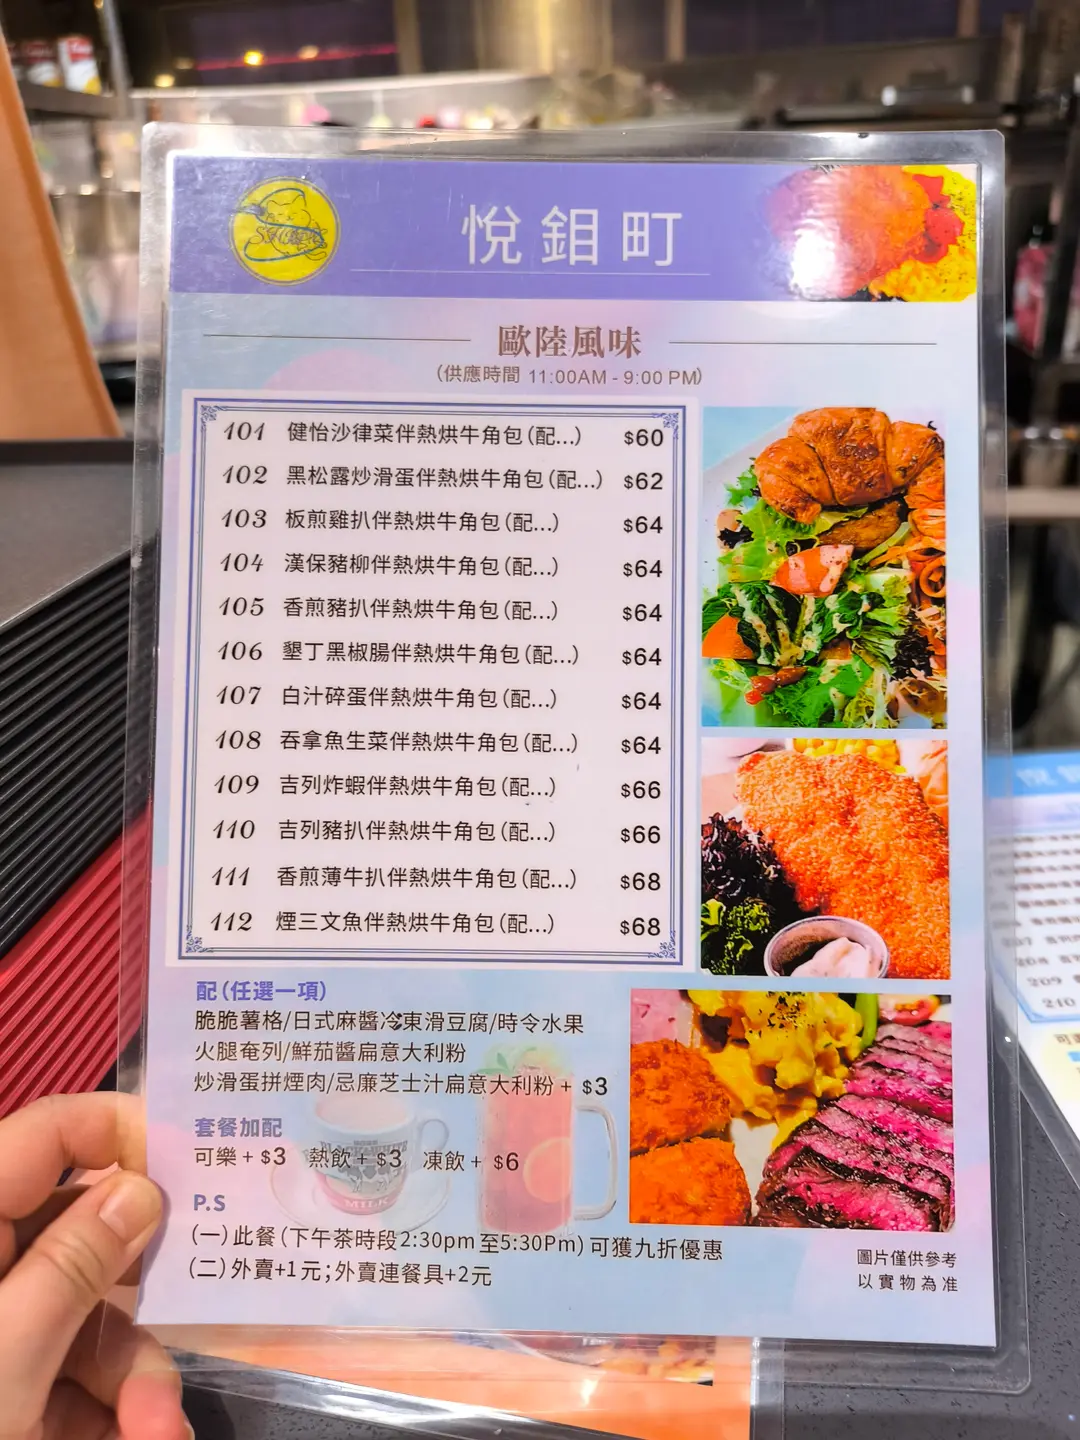 悅鉬町
歐陸風味
(供應時間 11:00AM - 9:00 PM)
101 健怡沙律菜伴熱烘牛角包(配...) $60
102 黑松露炒滑蛋伴熱烘牛角包(配...) $62
103 板煎雞扒伴熱烘牛角包(配...) $64
104 漢保豬柳伴熱烘牛角包(配...) $64
105 香煎豬扒伴熱烘牛角包(配...) $64
106 墾丁黑椒腸伴熱烘牛角包(配...) $64
107 白汁碎蛋伴熱烘牛角包(配...) $64
108 吞拿魚生菜伴熱烘牛角包(配...) $64
109 吉列炸蝦伴熱烘牛角包(配...) $66
110 吉列豬扒伴熱烘牛角包(配...) $66
111 香煎薄牛扒伴熱烘牛角包(配...) $68
112 煙三文魚伴熱烘牛角包(配...) $68
配(任選一項)
脆脆薯格/日式麻醬冷東滑豆腐/時令水果
火腿奄列/鮮茄醬扁意大利粉
炒滑蛋拼煙肉/忌廉芝士汁扁意大利粉 + $3
套餐加配
可樂 + $3 熱飲 + $3 凍飲 + $6
MILK
P.S
(一)此餐(下午茶時段2:30pm至5:30Pm)可獲九折優惠
(二)外賣+1元;外賣連餐具+2元
圖片僅供參考
以實物為准
209
210